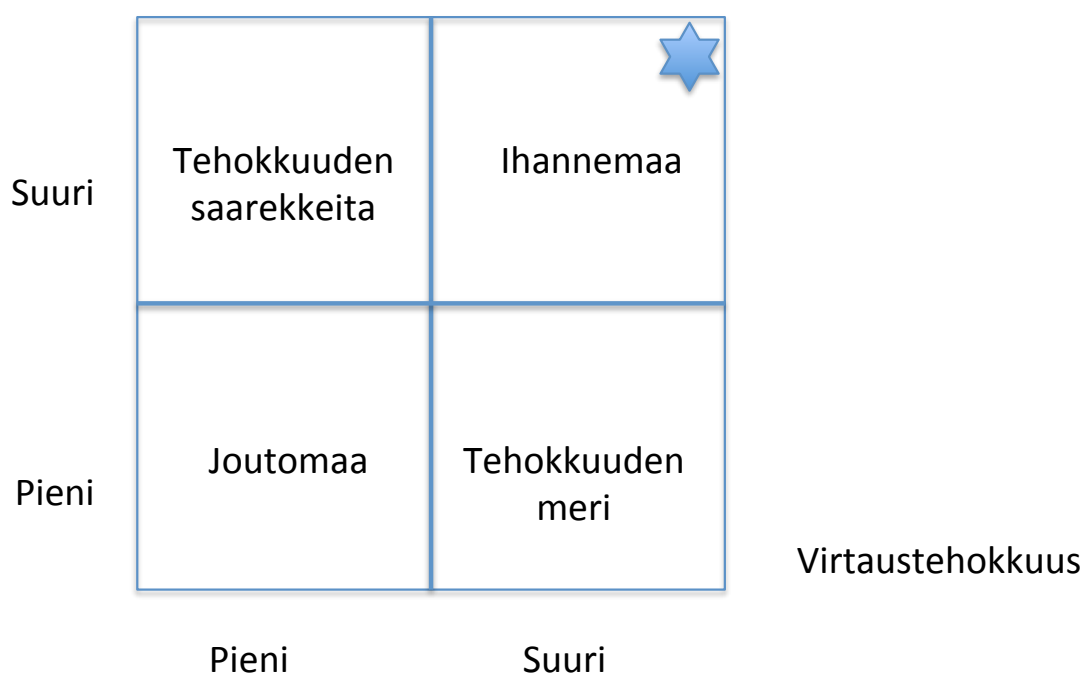 Suuri
Tehokkuuden
saarekkeita
Ihannemaa
Pieni
Joutomaa
Tehokkuuden
meri
Virtaustehokkuus
Pieni
Suuri